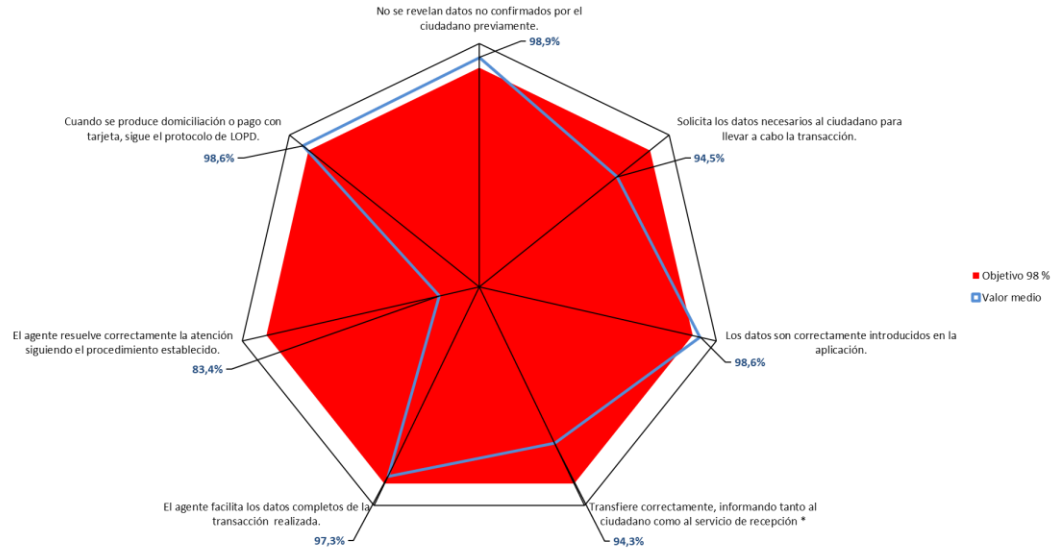 No se revelan datos no confirmados por el
ciudadano previamente.
98,9%
Cuando se produce domiciliación o pago con
tarjeta, sigue el protocolo de LOPD.
98,6%
Solicita los datos necesarios al ciudadano para
llevar a cabo la transacción.
94,5%
Objetivo 98 %
Valor medio
El agente resuelve correctamente la atención
siguiendo el procedimiento establecido.
83,4%
Los datos son correctamente introducidos en la
aplicación.
98,6%
El agente facilita los datos completos de la
transacción realizada.
97,3%
Transfiere correctamente, informando tanto al
ciudadano como al servicio de recepción *
94,3%